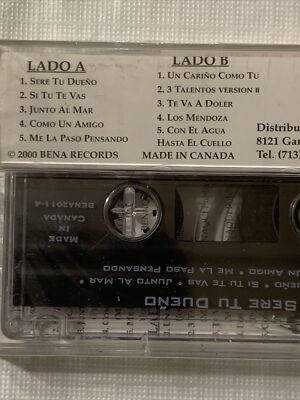 LADO A
1. SERE TU DUEÑO
2. SI TU TE VAS
3. JUNTO AL MAR
4. COMO UN AMIGO
5. ME LA PASO PENSANDO
© 2000 BENA RECORDS
LADO B
1. UN CARIÑO COMO TU
2. 3 TALENTOS VERSION II
3. TE VA A DOLER
4. LOS MENDOZA
5. CON EL AGUA
HASTA EL CUELLO
MADE IN CANADA
Distribu
8121 Gar
Tel. (713
SERE TU DUEÑO
UEÑO * SI TU TE VAS * JUNTO AL MAR *
UN AMIGO * ME LA PASO PENSANDO
BENA2011-4
MADE
IN
CANADA